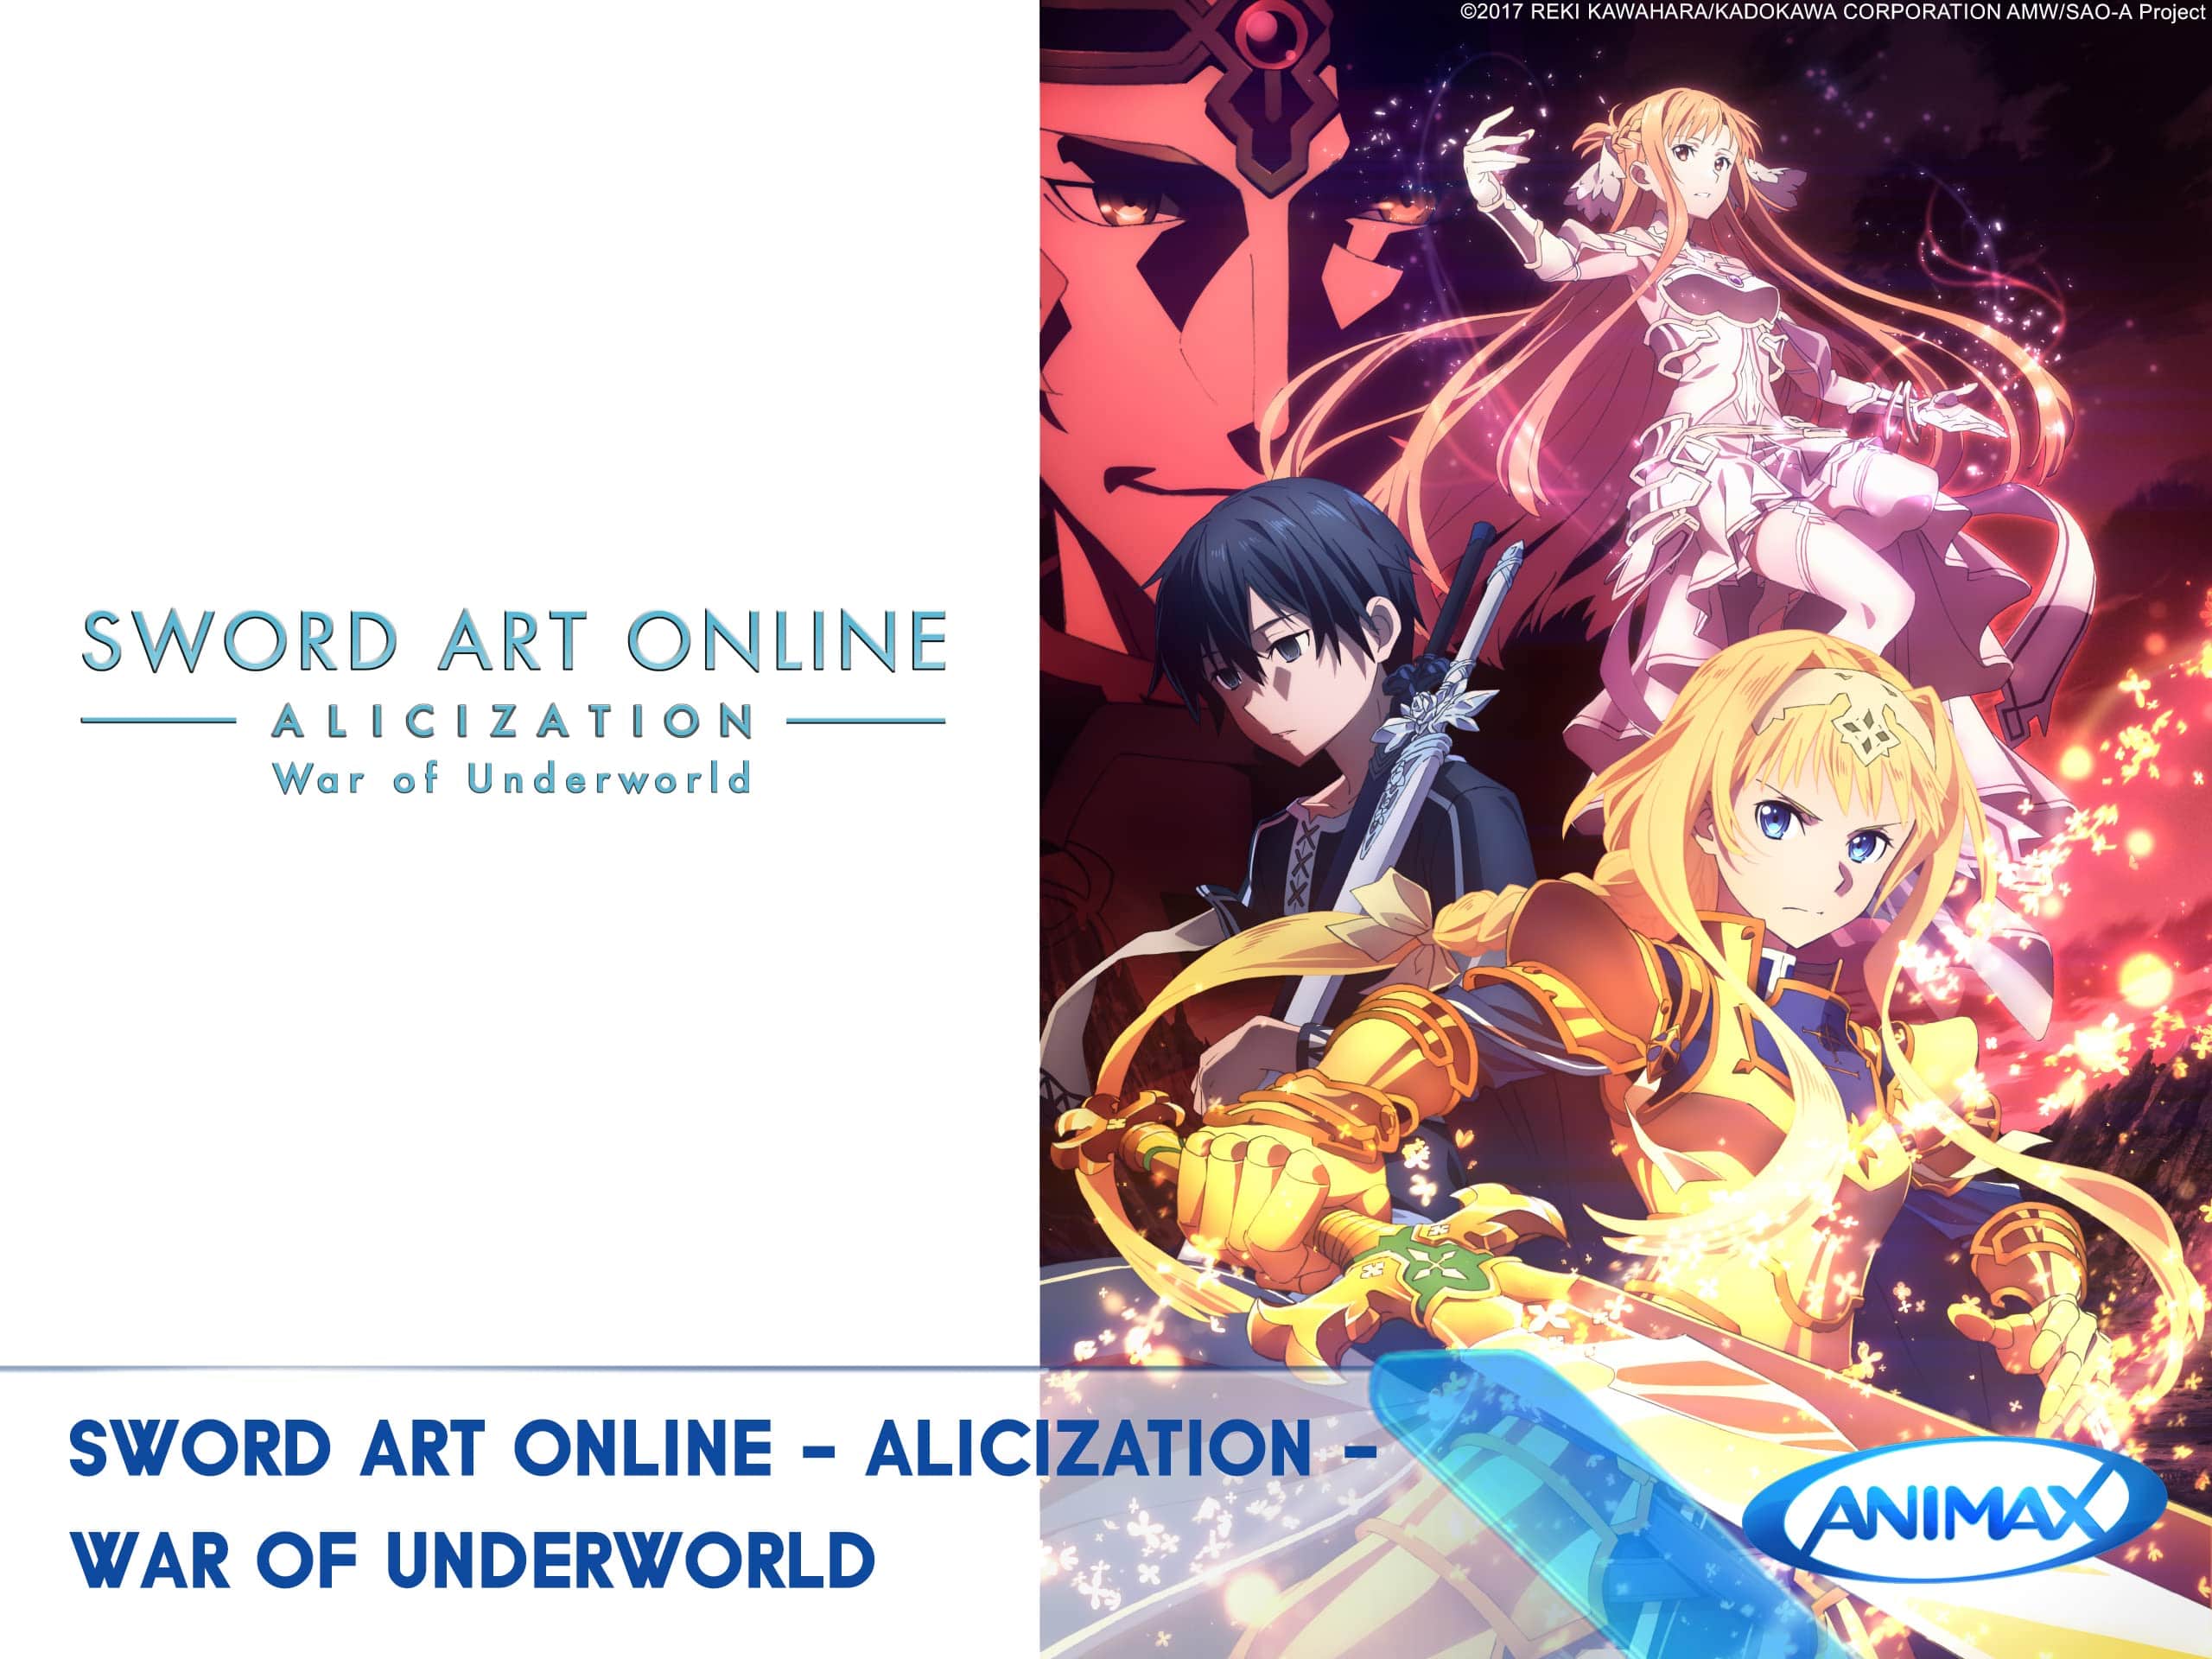 ©2017 REKI KAWAHARA/KADOKAWA CORPORATION AMW/SAO-A Project
SWORD ART ONLINE
ALICIZATION
War of Underworld
SWORD ART ONLINE - ALICIZATION -
WAR OF UNDERWORLD
ANIMAX